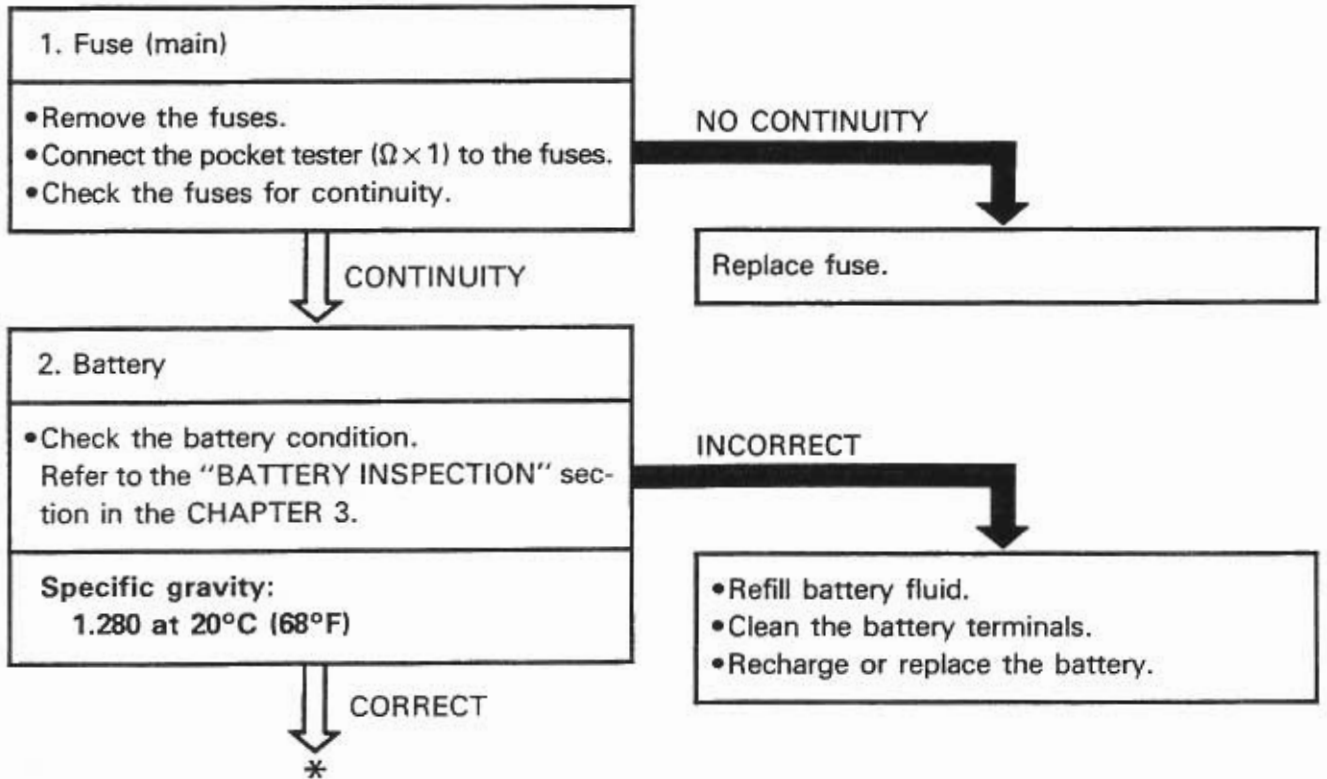 1. Fuse (main)
•Remove the fuses.
•Connect the pocket tester (Ω×1) to the fuses.
•Check the fuses for continuity.
NO CONTINUITY
Replace fuse.
CONTINUITY
2. Battery
•Check the battery condition.
Refer to the “BATTERY INSPECTION” sec-
tion in the CHAPTER 3.
Specific gravity:
1.280 at 20°C (68°F)
INCORRECT
•Refill battery fluid.
•Clean the battery terminals.
•Recharge or replace the battery.
CORRECT
*